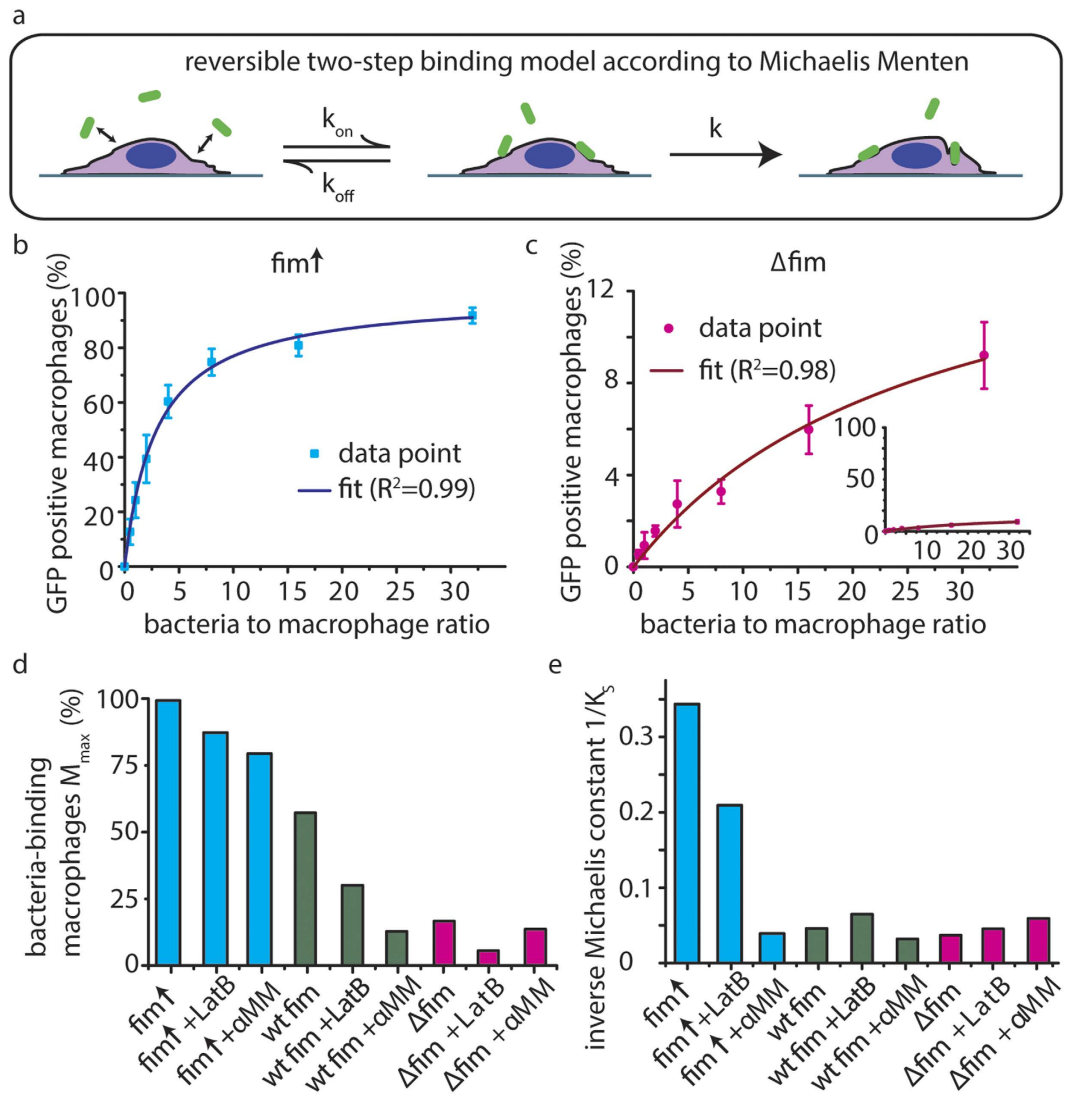 a
reversible two-step binding model according to Michaelis Menten
k_on
k_off
k
b
fim↑
GFP positive macrophages (%)
100
80
60
40
20
0
data point
fit (R²=0.99)
0 5 10 15 20 25 30
bacteria to macrophage ratio
c
Δfim
GFP positive macrophages (%)
12
8
4
0
data point
fit (R²=0.98)
100
50
0
0 10 20 30
0 5 10 15 20 25 30
bacteria to macrophage ratio
d
bacteria-binding
macrophages M_max (%)
100
75
50
25
0
fim↑
fim↑+LatB
fim↑+αMM
wt fim
wt fim+LatB
wt fim+αMM
Δfim
Δfim +LatB
Δfim +αMM
e
inverse Michaelis constant 1/K_S
0.3
0.2
0.1
0
fim↑
fim↑+LatB
fim↑+αMM
wt fim
wt fim +LatB
wt fim +αMM
Δfim
Δfim +LatB
Δfim +αMM